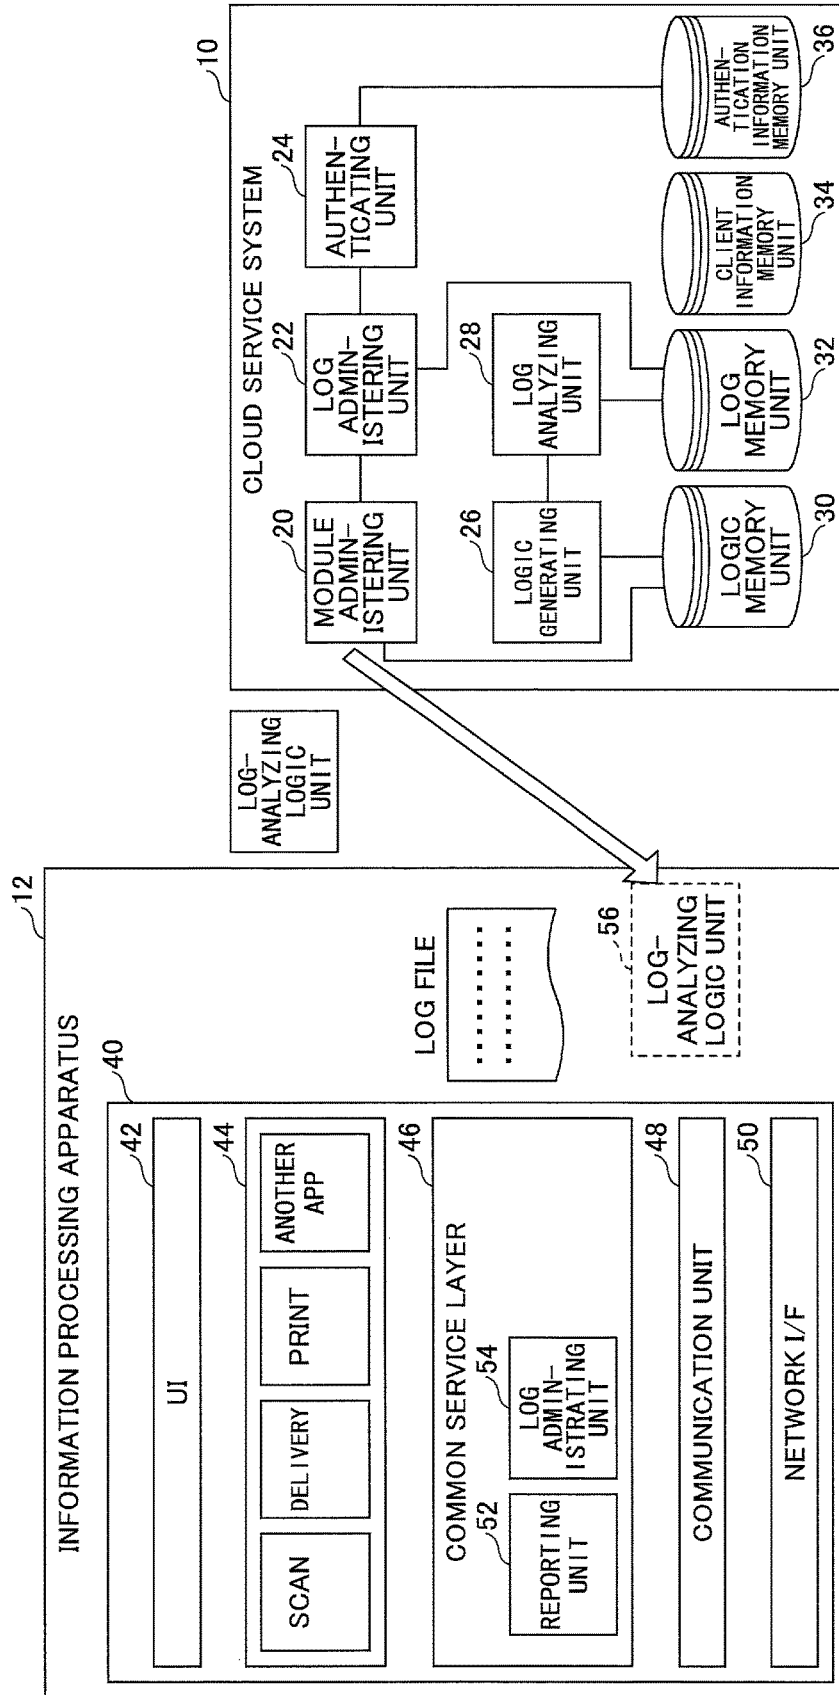 INFORMATION PROCESSING APPARATUS
12
40
42
UI
44
SCAN
DELIVERY
PRINT
ANOTHER
APP
46
COMMON SERVICE LAYER
52
REPORTING
UNIT
54
LOG
ADMIN-
ISTRATING
UNIT
48
COMMUNICATION UNIT
50
NETWORK I/F
LOG FILE
56
LOG-
ANALYZING
LOGIC UNIT
LOG-
ANALYZING
LOGIC
UNIT
10
CLOUD SERVICE SYSTEM
20
MODULE
ADMIN-
ISTERING
UNIT
22
LOG
ADMIN-
ISTERING
UNIT
24
AUTHEN-
TICATING
UNIT
26
LOGIC
GENERATING
UNIT
28
LOG
ANALYZING
UNIT
LOGIC
MEMORY
UNIT
30
LOG
MEMORY
UNIT
32
CLIENT
INFORMATION
MEMORY
UNIT
34
AUTHEN-
TICATION
INFORMATION
MEMORY UNIT
36